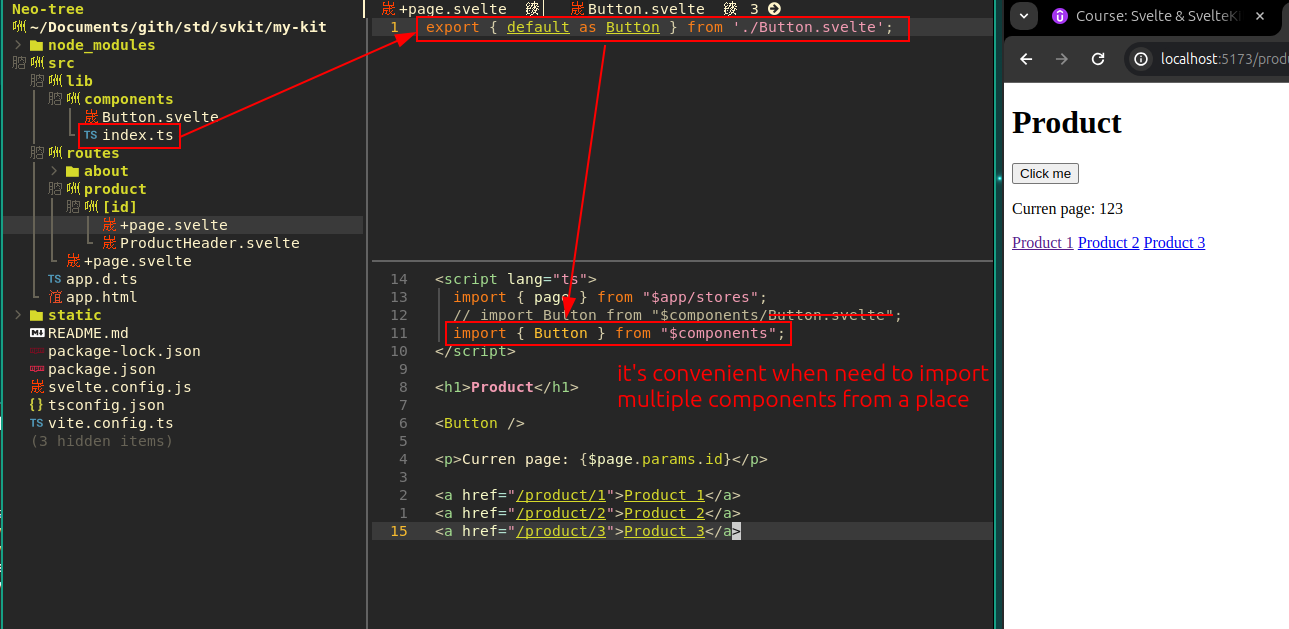 Neo-tree
~/Documents/gith/std/svkit/my-kit
node_modules
src
lib
components
Button.svelte
TS index.ts
routes
about
product
[id]
+page.svelte
ProductHeader.svelte
+page.svelte
TS app.d.ts
app.html
static
README.md
package-lock.json
package.json
svelte.config.js
{} tsconfig.json
TS vite.config.ts
(3 hidden items)
+page.svelte Button.svelte 3
1 export { default as Button } from './Button.svelte';
14 <script lang="ts">
13 import { page } from "$app/stores";
12 // import Button from "$components/Button.svelte";
11 import { Button } from "$components";
10 </script>
9
8 <h1>Product</h1>
7
6 <Button />
5
4 <p>Curren page: {$page.params.id}</p>
3
2 <a href="/product/1">Product 1</a>
1 <a href="/product/2">Product 2</a>
15 <a href="/product/3">Product 3</a>
it's convenient when need to import
multiple components from a place
Course: Svelte & SvelteKi
localhost:5173/produ
Product
Click me
Curren page: 123
Product 1 Product 2 Product 3